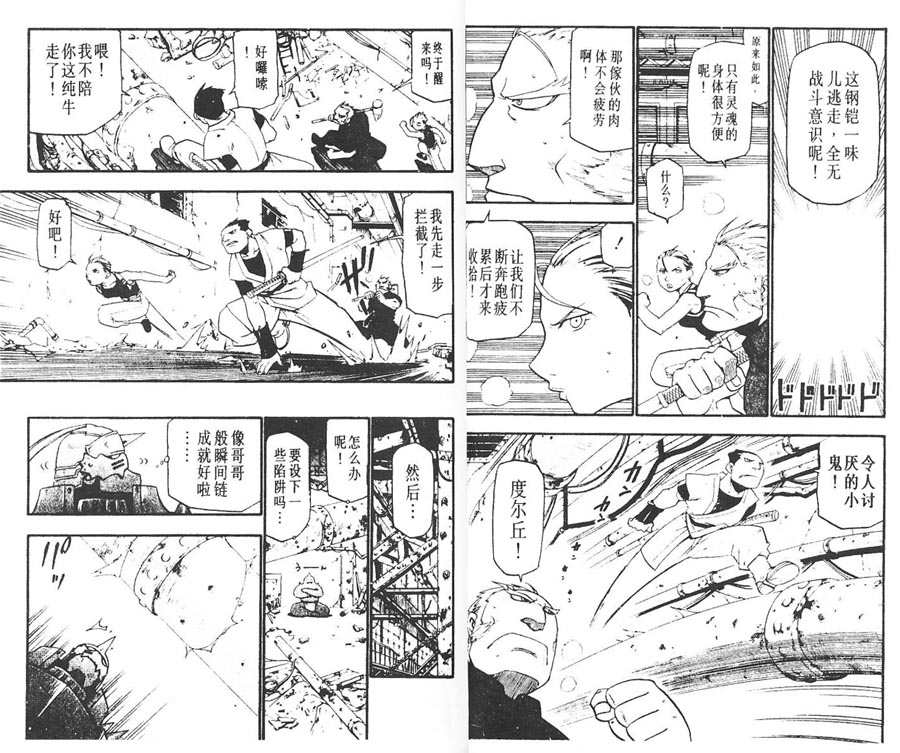 这钢铠一味
儿逃走，全无
战斗意识呢！
原来如此。
只有灵魂的
身体很方便
呢！
什么？
那傢伙的肉
体不会疲劳
啊！
！
让我们不
断奔跑疲
累后才来
收拾！
ドドドドド
令人讨
厌的小
鬼！
度尔丘！
终于醒
来吗！
好囉嗦
喂！
我不陪
你这纯牛
走了！
我先走一步
拦截了！
好吧！
然后…
怎么办
呢！
要设下一
些陷阱吗…
う〜ん
像哥哥
般瞬间链
成就好啦
……